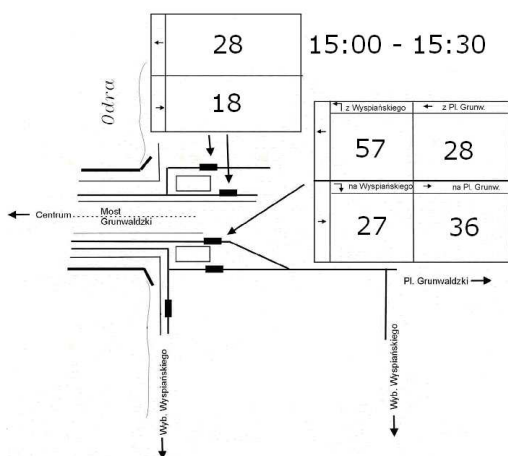 28
15:00 - 15:30
18
Odra
z Wyspiańskiego
z Pl. Grunw.
57
28
na Wyspiańskiego
na Pl. Grunw.
27
36
Centrum
Most
Grunwaldzki
Pl. Grunwaldzki
Wyb. Wyspiańskiego
Wyb. Wyspiańskiego